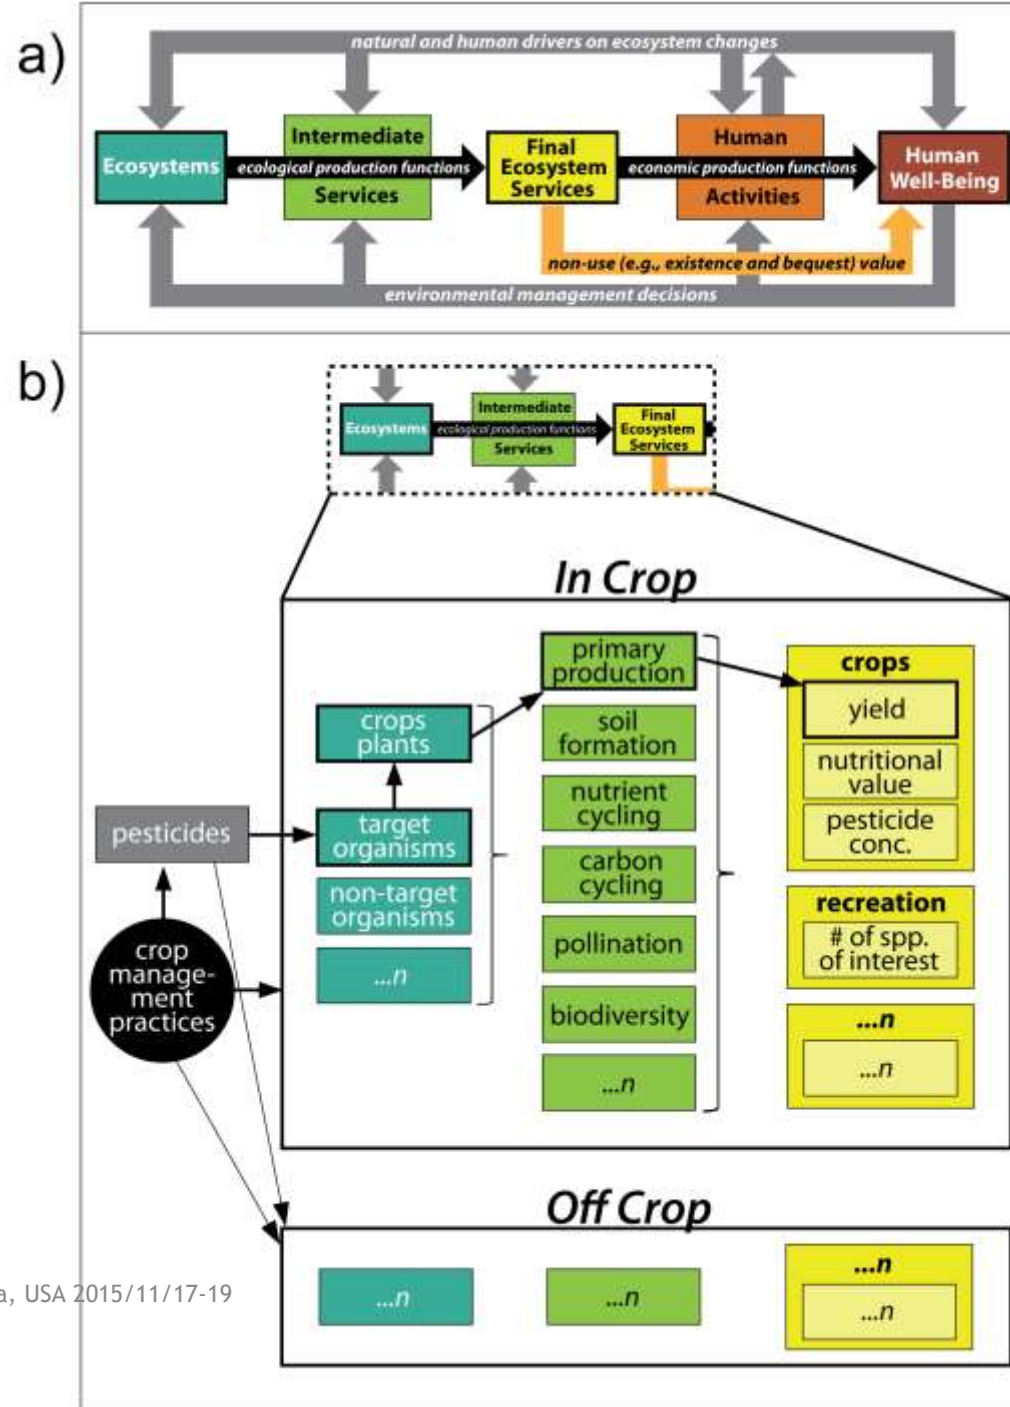 a)
natural and human drivers on ecosystem changes
Ecosystems
Intermediate
ecological production functions
Services
Final
Ecosystem
Services
Human
economic production functions
Activities
Human
Well-Being
non-use (e.g., existence and bequest) value
environmental management decisions
b)
Ecosystems
Intermediate
ecological production functions
Services
Final
Ecosystem
Services
In Crop
crops
plants
target
organisms
non-target
organisms
...n
primary
production
soil
formation
nutrient
cycling
carbon
cycling
pollination
biodiversity
...n
crops
yield
nutritional
value
pesticide
conc.
recreation
# of spp.
of interest
...n
...n
pesticides
crop
manage-
ment
practices
Off Crop
...n
...n
...n
...n
a, USA 2015/11/17-19